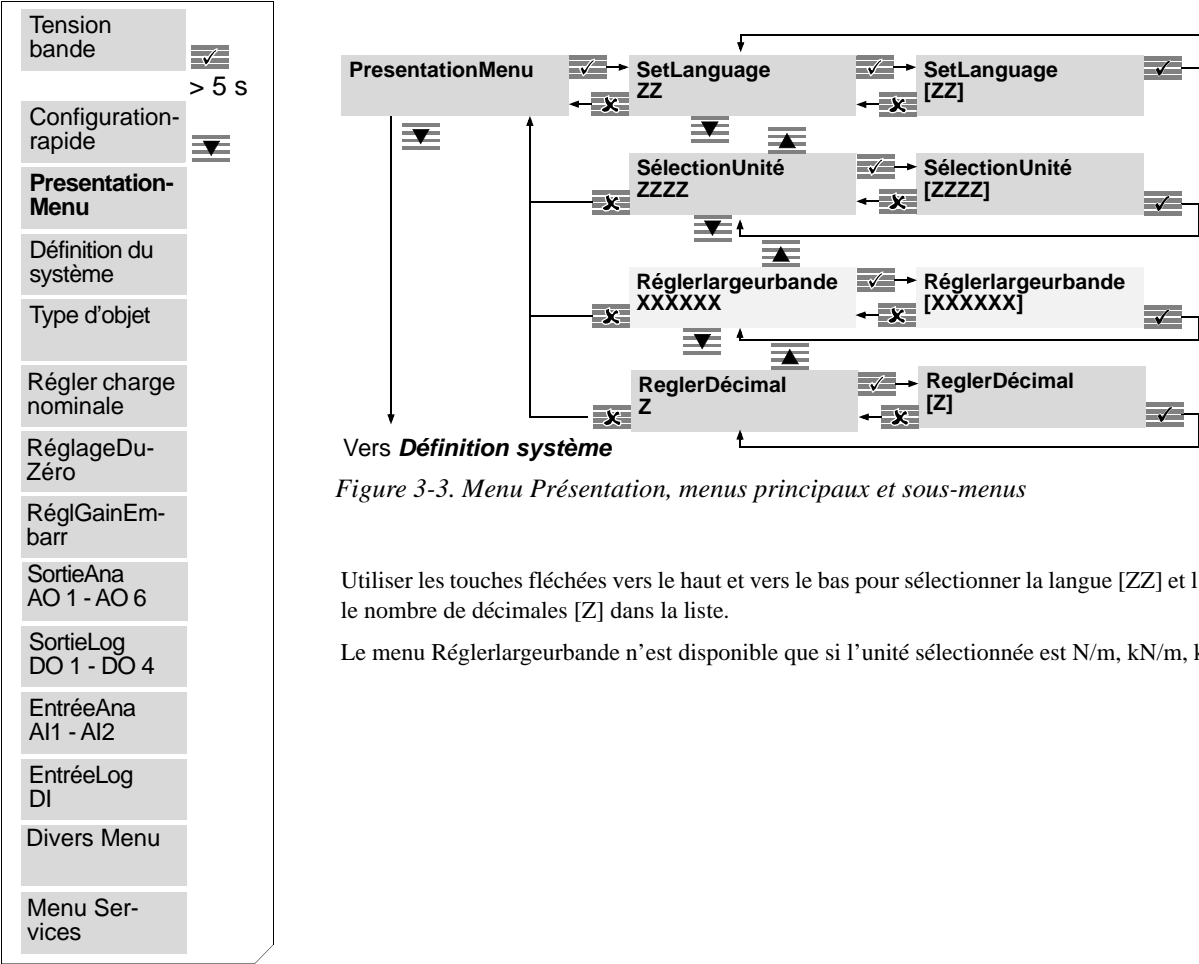 Tension
bande
> 5 s
Configuration-
rapide
Presentation-
Menu
Définition du
système
Type d’objet
Régler charge
nominale
RéglageDu-
Zéro
RéglGainEm-
barr
SortieAna
AO 1 - AO 6
SortieLog
DO 1 - DO 4
EntréeAna
AI1 - AI2
EntréeLog
DI
Divers Menu
Menu Ser-
vices
PresentationMenu
SetLanguage
ZZ
SetLanguage
[ZZ]
SélectionUnité
ZZZZ
SélectionUnité
[ZZZZ]
Réglerlargeurbande
XXXXXX
Réglerlargeurbande
[XXXXXX]
ReglerDécimal
Z
ReglerDécimal
[Z]
Vers Définition système
Figure 3-3. Menu Présentation, menus principaux et sous-menus
Utiliser les touches fléchées vers le haut et vers le bas pour sélectionner la langue [ZZ] et
le nombre de décimales [Z] dans la liste.
Le menu Réglerlargeurbande n’est disponible que si l’unité sélectionnée est N/m, kN/m,